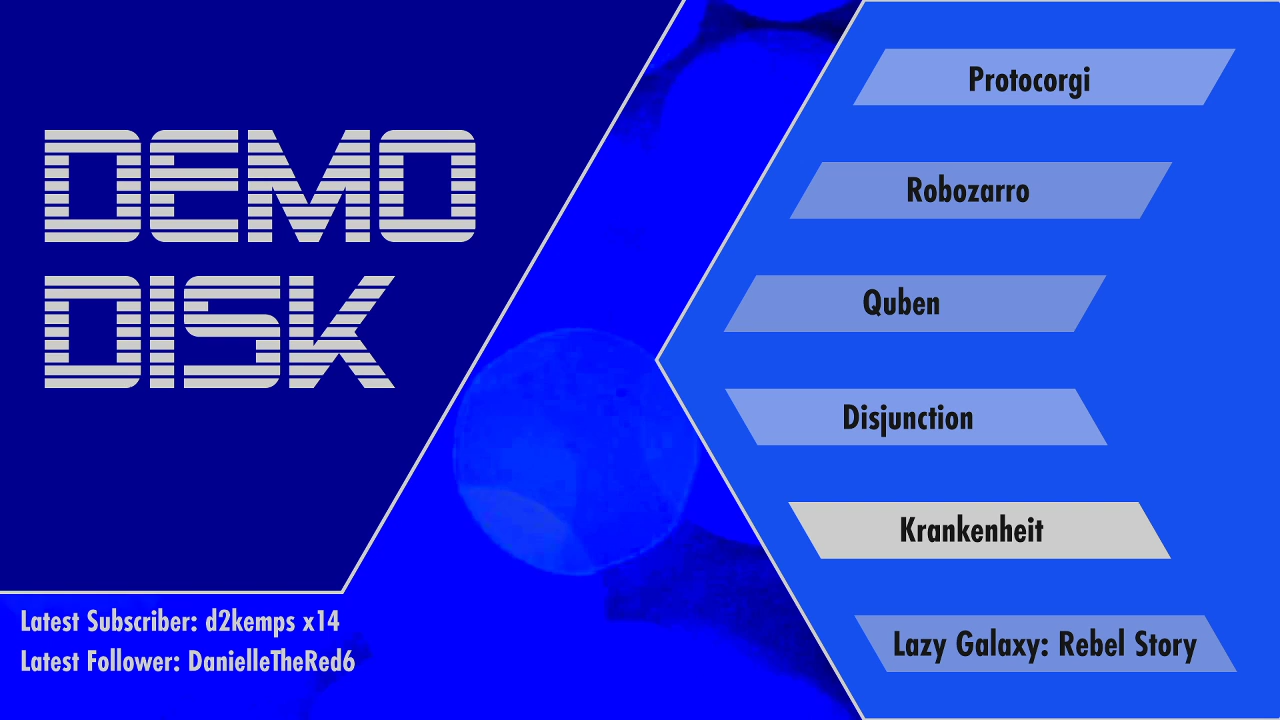 DEMO
DISK
Protocorgi
Robozarro
Quben
Disjunction
Krankenheit
Lazy Galaxy: Rebel Story
Latest Subscriber: d2kemps x14
Latest Follower: DanielleTheRed6